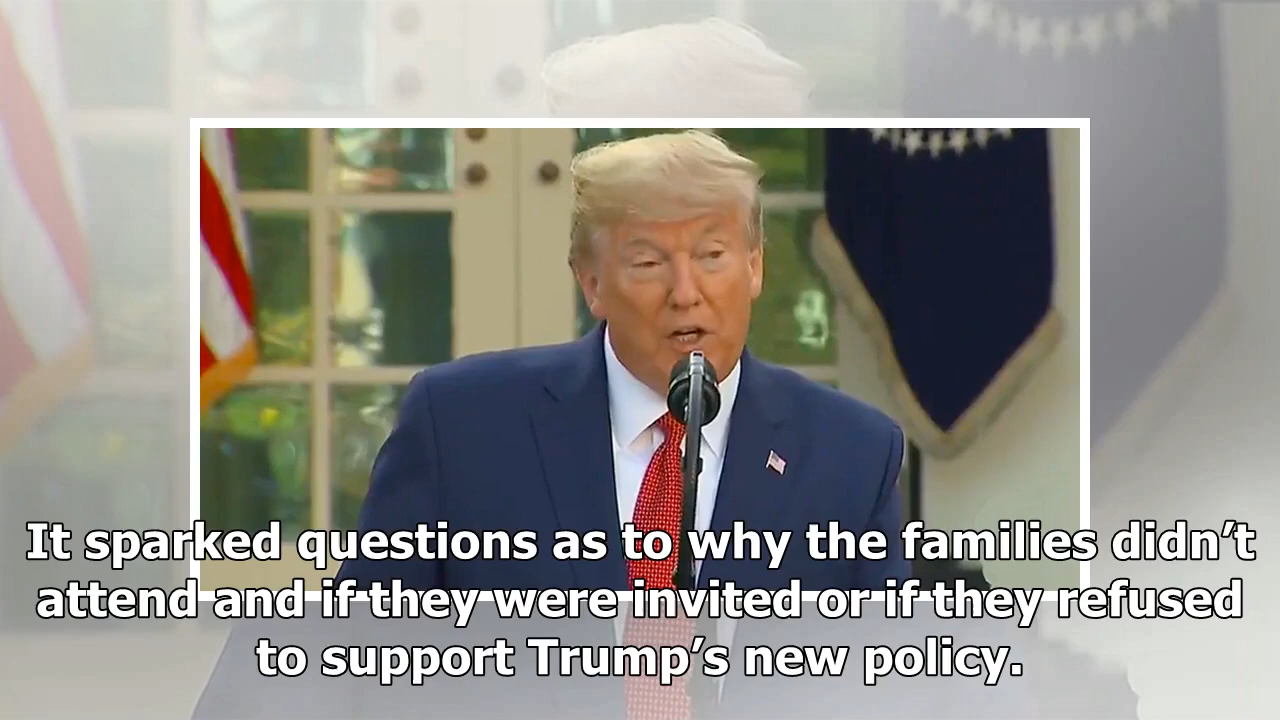 It sparked questions as to why the families didn’t
attend and if they were invited or if they refused
to support Trump’s new policy.